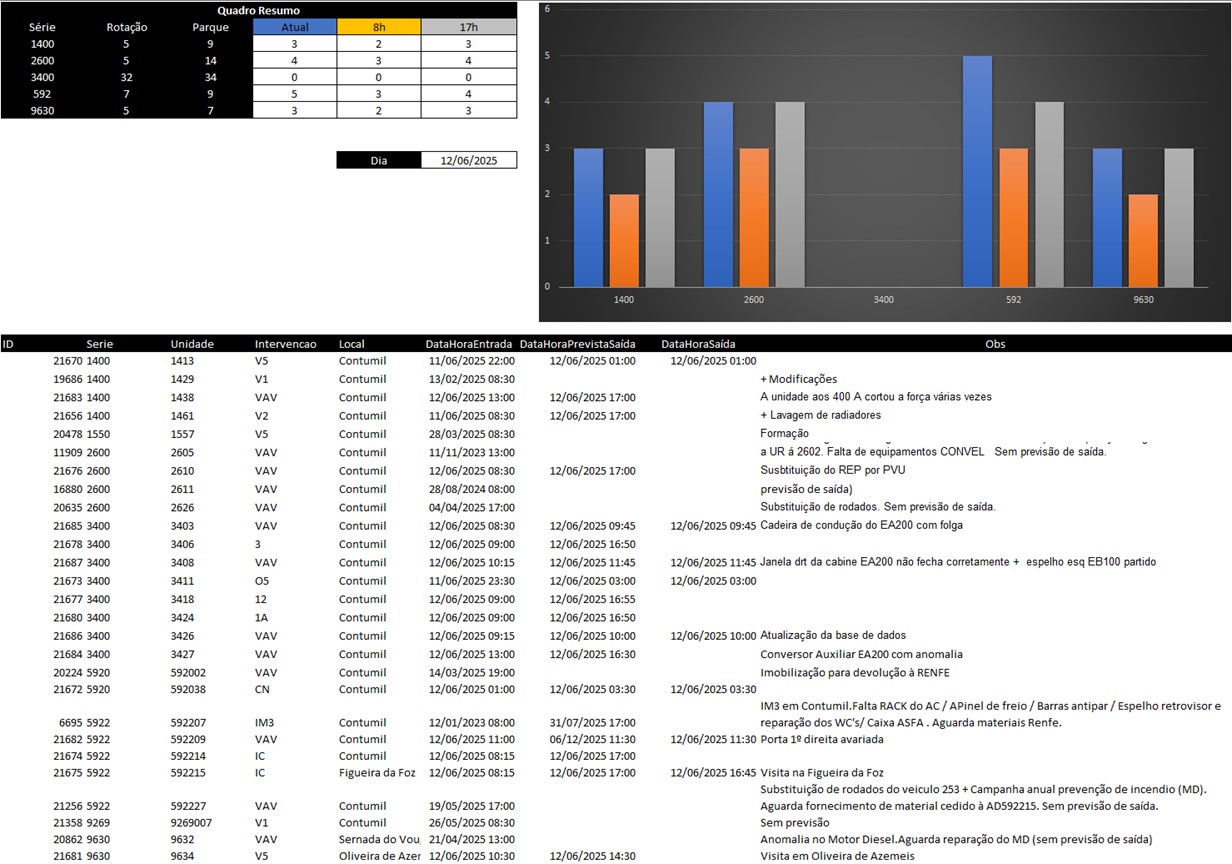 Quadro Resumo
Série Rotação Parque Atual 8h 17h
1400 5 9 3 2 3
2600 5 14 4 3 4
3400 32 34 0 0 0
592 7 9 5 3 4
9630 5 7 3 2 3
Dia 12/06/2025
6
5
4
3
2
1
0
1400 2600 3400 592 9630
ID Serie Unidade Intervencao Local DataHoraEntrada DataHoraPrevistaSaída DataHoraSaída Obs
21670 1400 1413 V5 Contumil 11/06/2025 22:00 12/06/2025 01:00 12/06/2025 01:00
19686 1400 1429 V1 Contumil 13/02/2025 08:30 + Modificações
21683 1400 1438 VAV Contumil 12/06/2025 13:00 12/06/2025 17:00 A unidade aos 400 A cortou a força várias vezes
21656 1400 1461 V2 Contumil 11/06/2025 08:30 12/06/2025 17:00 + Lavagem de radiadores
20478 1550 1557 V5 Contumil 28/03/2025 08:30 Formação
11909 2600 2605 VAV Contumil 11/11/2023 13:00 a UR á 2602. Falta de equipamentos CONVEL Sem previsão de saída.
21676 2600 2610 VAV Contumil 12/06/2025 08:30 12/06/2025 17:00 Susbtituição do REP por PVU
16880 2600 2611 VAV Contumil 28/08/2024 08:00 previsão de saída)
20635 2600 2626 VAV Contumil 04/04/2025 17:00 Substituição de rodados. Sem previsão de saída.
21685 3400 3403 VAV Contumil 12/06/2025 08:30 12/06/2025 09:45 12/06/2025 09:45 Cadeira de condução do EA200 com folga
21678 3400 3406 3 Contumil 12/06/2025 09:00 12/06/2025 16:50
21687 3400 3408 VAV Contumil 12/06/2025 10:15 12/06/2025 11:45 12/06/2025 11:45 Janela drt da cabine EA200 não fecha corretamente + espelho esq EB100 partido
21673 3400 3411 O5 Contumil 11/06/2025 23:30 12/06/2025 03:00 12/06/2025 03:00
21677 3400 3418 12 Contumil 12/06/2025 09:00 12/06/2025 16:55
21680 3400 3424 1A Contumil 12/06/2025 09:00 12/06/2025 16:50
21686 3400 3426 VAV Contumil 12/06/2025 09:15 12/06/2025 10:00 12/06/2025 10:00 Atualização da base de dados
21684 3400 3427 VAV Contumil 12/06/2025 13:00 12/06/2025 16:30 Conversor Auxiliar EA200 com anomalia
20224 5920 592002 VAV Contumil 14/03/2025 19:00 Imobilização para devolução à RENFE
21672 5920 592038 CN Contumil 12/06/2025 01:00 12/06/2025 03:30 12/06/2025 03:30
IM3 em Contumil.Falta RACK do AC / APinel de freio / Barras antipar / Espelho retrovisor e
6695 5922 592207 IM3 Contumil 12/01/2023 08:00 31/07/2025 17:00 reparação dos WC's/ Caixa ASFA . Aguarda materiais Renfe.
21682 5922 592209 VAV Contumil 12/06/2025 11:00 06/12/2025 11:30 12/06/2025 11:30 Porta 1º direita avariada
21674 5922 592214 IC Contumil 12/06/2025 08:15 12/06/2025 17:00
21675 5922 592215 IC Figueira da Foz 12/06/2025 08:15 12/06/2025 17:00 12/06/2025 16:45 Visita na Figueira da Foz
Substituição de rodados do veiculo 253 + Campanha anual prevenção de incendio (MD).
21256 5922 592227 VAV Contumil 19/05/2025 17:00 Aguarda fornecimento de material cedido à AD592215. Sem previsão de saída.
21358 9269 9269007 V1 Contumil 26/05/2025 08:30 Sem previsão
20862 9630 9632 VAV Sernada do Vou 21/04/2025 13:00 Anomalia no Motor Diesel.Aguarda reparação do MD (sem previsão de saída)
21681 9630 9634 V5 Oliveira de Azer 12/06/2025 10:30 12/06/2025 14:30 Visita em Oliveira de Azemeis